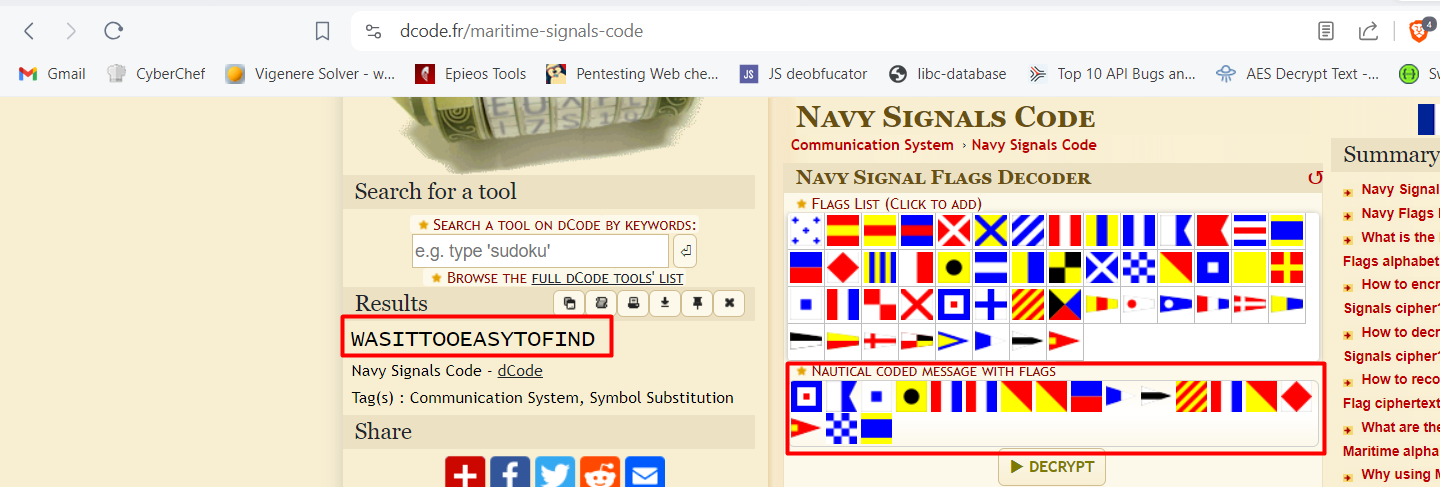 dcode.fr/maritime-signals-code
4
Gmail
CyberChef
Vigenere Solver - w...
Epieos Tools
Pentesting Web che...
JS
JS deobfucator
libc-database
Top 10 API Bugs an...
AES Decrypt Text -...
Search for a tool
SEARCH A TOOL ON DCODE BY KEYWORDS:
e.g. type 'sudoku'
BROWSE THE FULL DCODE TOOLS' LIST
Results
WASITTOOEASYTOFIND
Navy Signals Code - dCode
Tag(s) : Communication System, Symbol Substitution
Share
NAVY SIGNALS CODE
Communication System › Navy Signals Code
NAVY SIGNAL FLAGS DECODER
FLAGS LIST (CLICK TO ADD)
NAUTICAL CODED MESSAGE WITH FLAGS
▶ DECRYPT
Summary
Navy Signal
Navy Flags
What is the
Flags alphabet
How to encr
Signals cipher?
How to decr
Signals cipher?
How to reco
Flag ciphertext
What are the
Maritime alpha
Why using